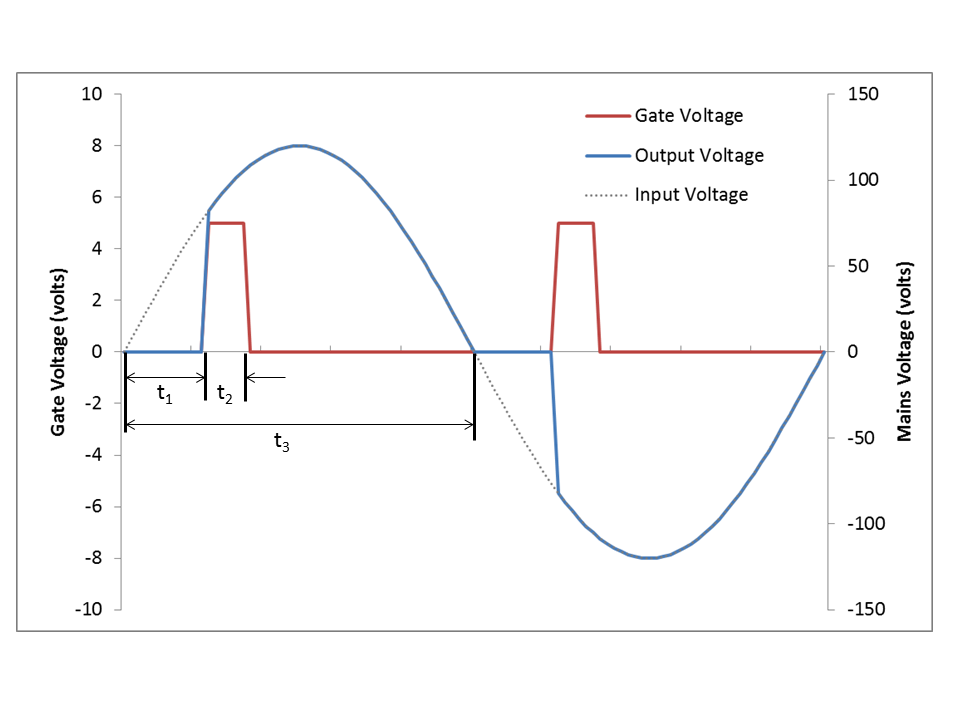 Gate Voltage (volts)
10
8
6
4
2
0
-2
-4
-6
-8
-10
Gate Voltage
Output Voltage
Input Voltage
t₁
t₂
t₃
150
100
50
0
-50
-100
-150
Mains Voltage (volts)